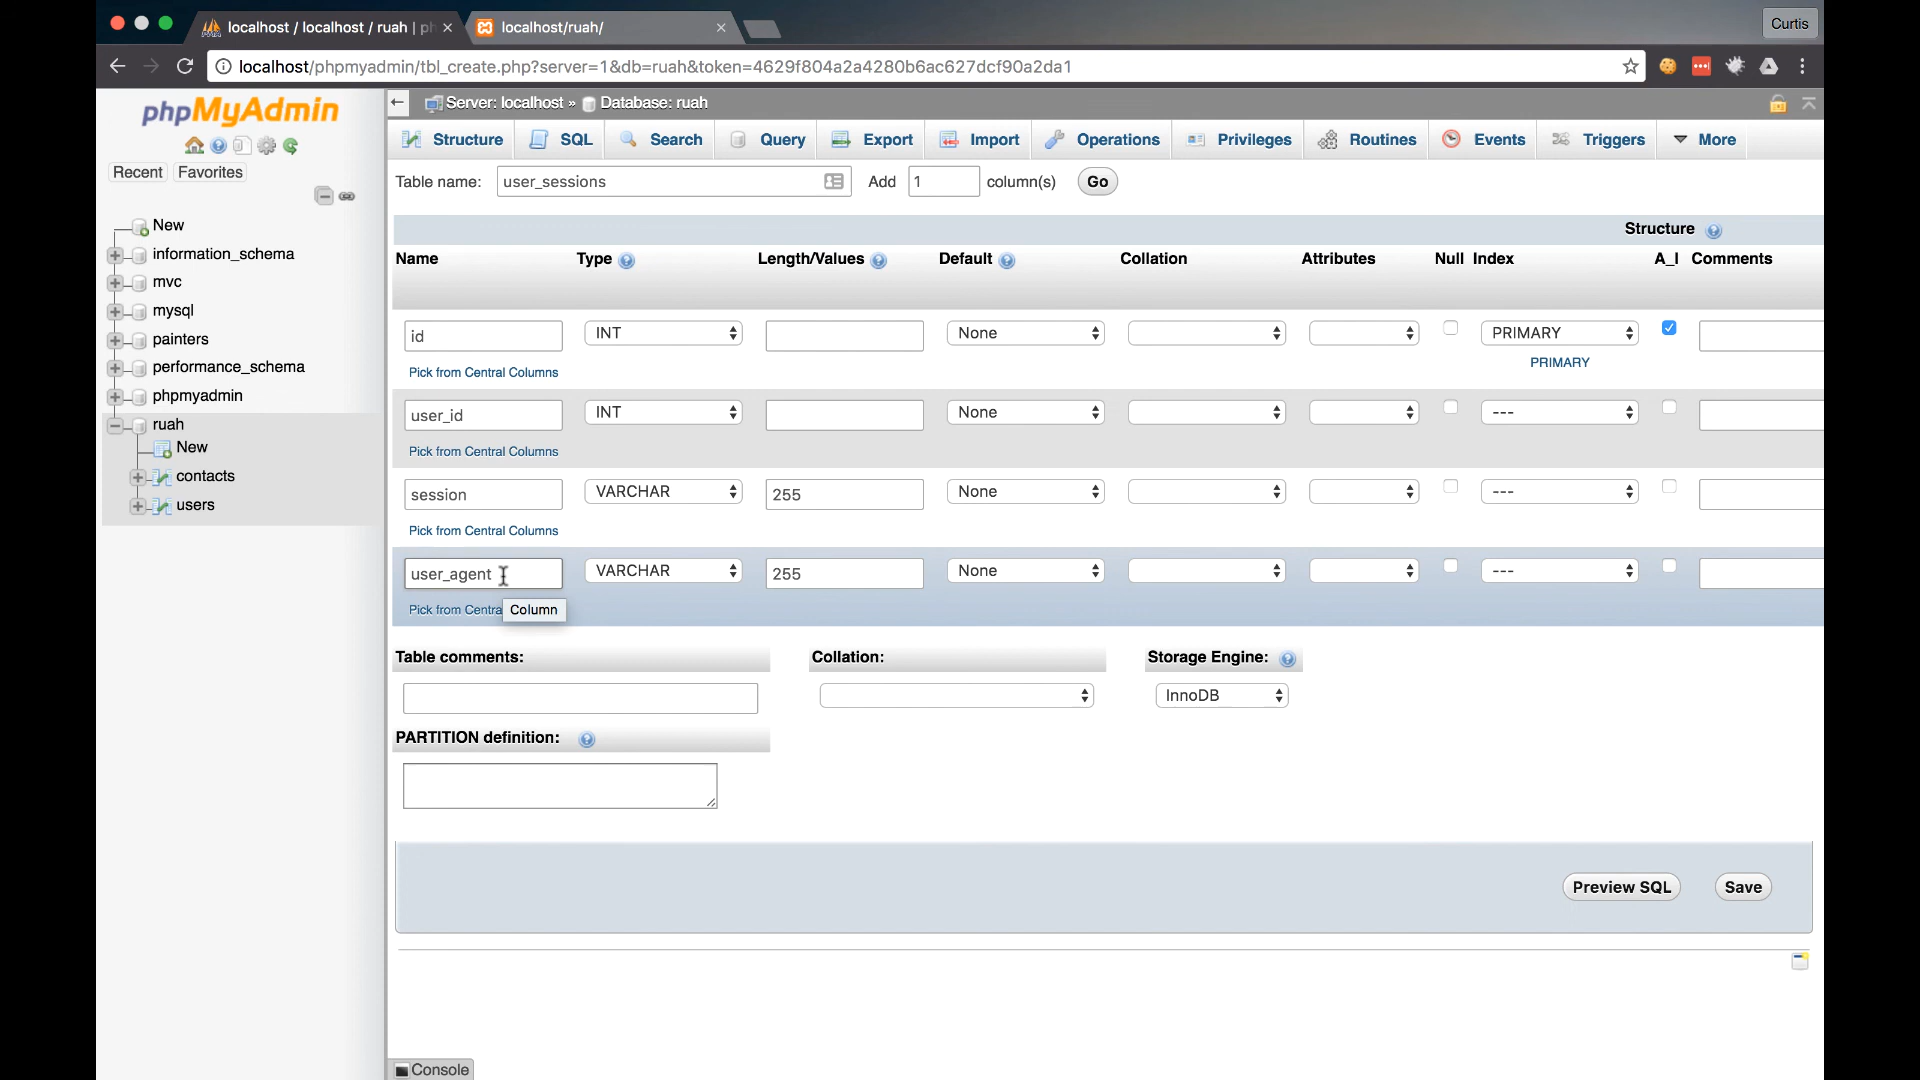 localhost / localhost / ruah | ph
localhost/ruah/
Curtis
localhost/phpmyadmin/tbl_create.php?server=1&db=ruah&token=4629f804a2a4280b6ac627dcf90a2da1
phpMyAdmin
Recent Favorites
New
information_schema
mvc
mysql
painters
performance_schema
phpmyadmin
ruah
New
contacts
users
Server: localhost » Database: ruah
Structure SQL Search Query Export Import Operations Privileges Routines Events Triggers More
Table name: user_sessions Add 1 column(s) Go
Structure
Name Type Length/Values Default Collation Attributes Null Index A_I Comments
id INT None PRIMARY
Pick from Central Columns PRIMARY
user_id INT None ---
Pick from Central Columns
session VARCHAR 255 None ---
Pick from Central Columns
user_agent VARCHAR 255 None ---
Pick from Centra Column
Table comments: Collation: Storage Engine:
InnoDB
PARTITION definition:
Preview SQL Save
Console